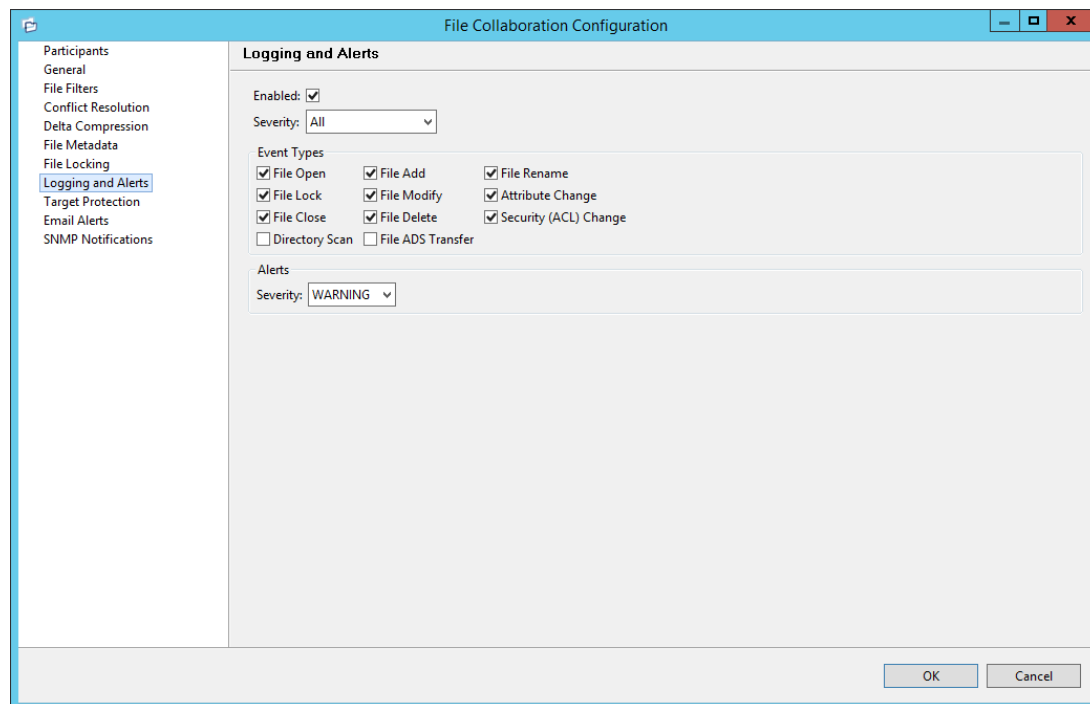 File Collaboration Configuration
Participants
General
File Filters
Conflict Resolution
Delta Compression
File Metadata
File Locking
Logging and Alerts
Target Protection
Email Alerts
SNMP Notifications
Logging and Alerts
Enabled:
Severity: All
Event Types
File Open File Add File Rename
File Lock File Modify Attribute Change
File Close File Delete Security (ACL) Change
Directory Scan File ADS Transfer
Alerts
Severity: WARNING
OK Cancel